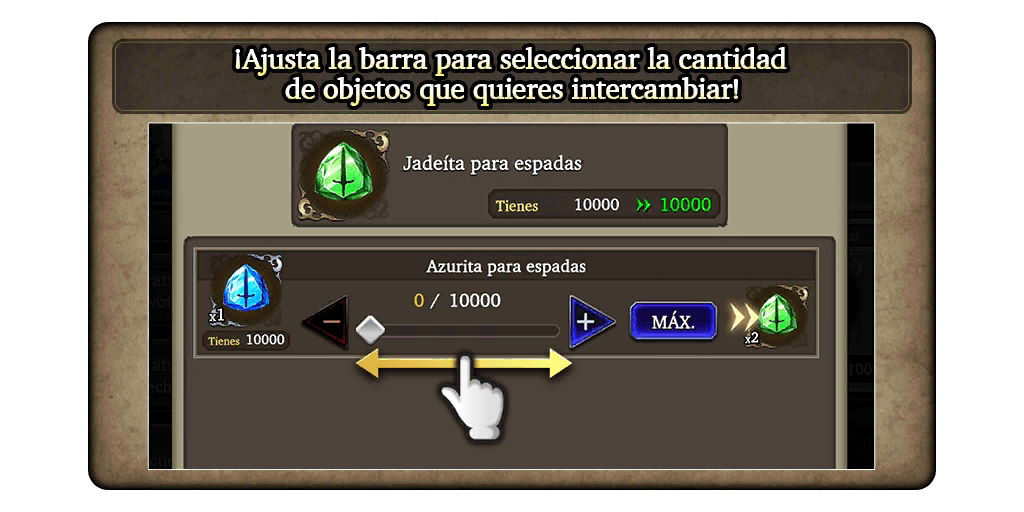 ¡Ajusta la barra para seleccionar la cantidad
de objetos que quieres intercambiar!
Jadeíta para espadas
Tienes 10000 » 10000
Azurita para espadas
x1
0 / 10000
− + MÁX.
x2
Tienes 10000